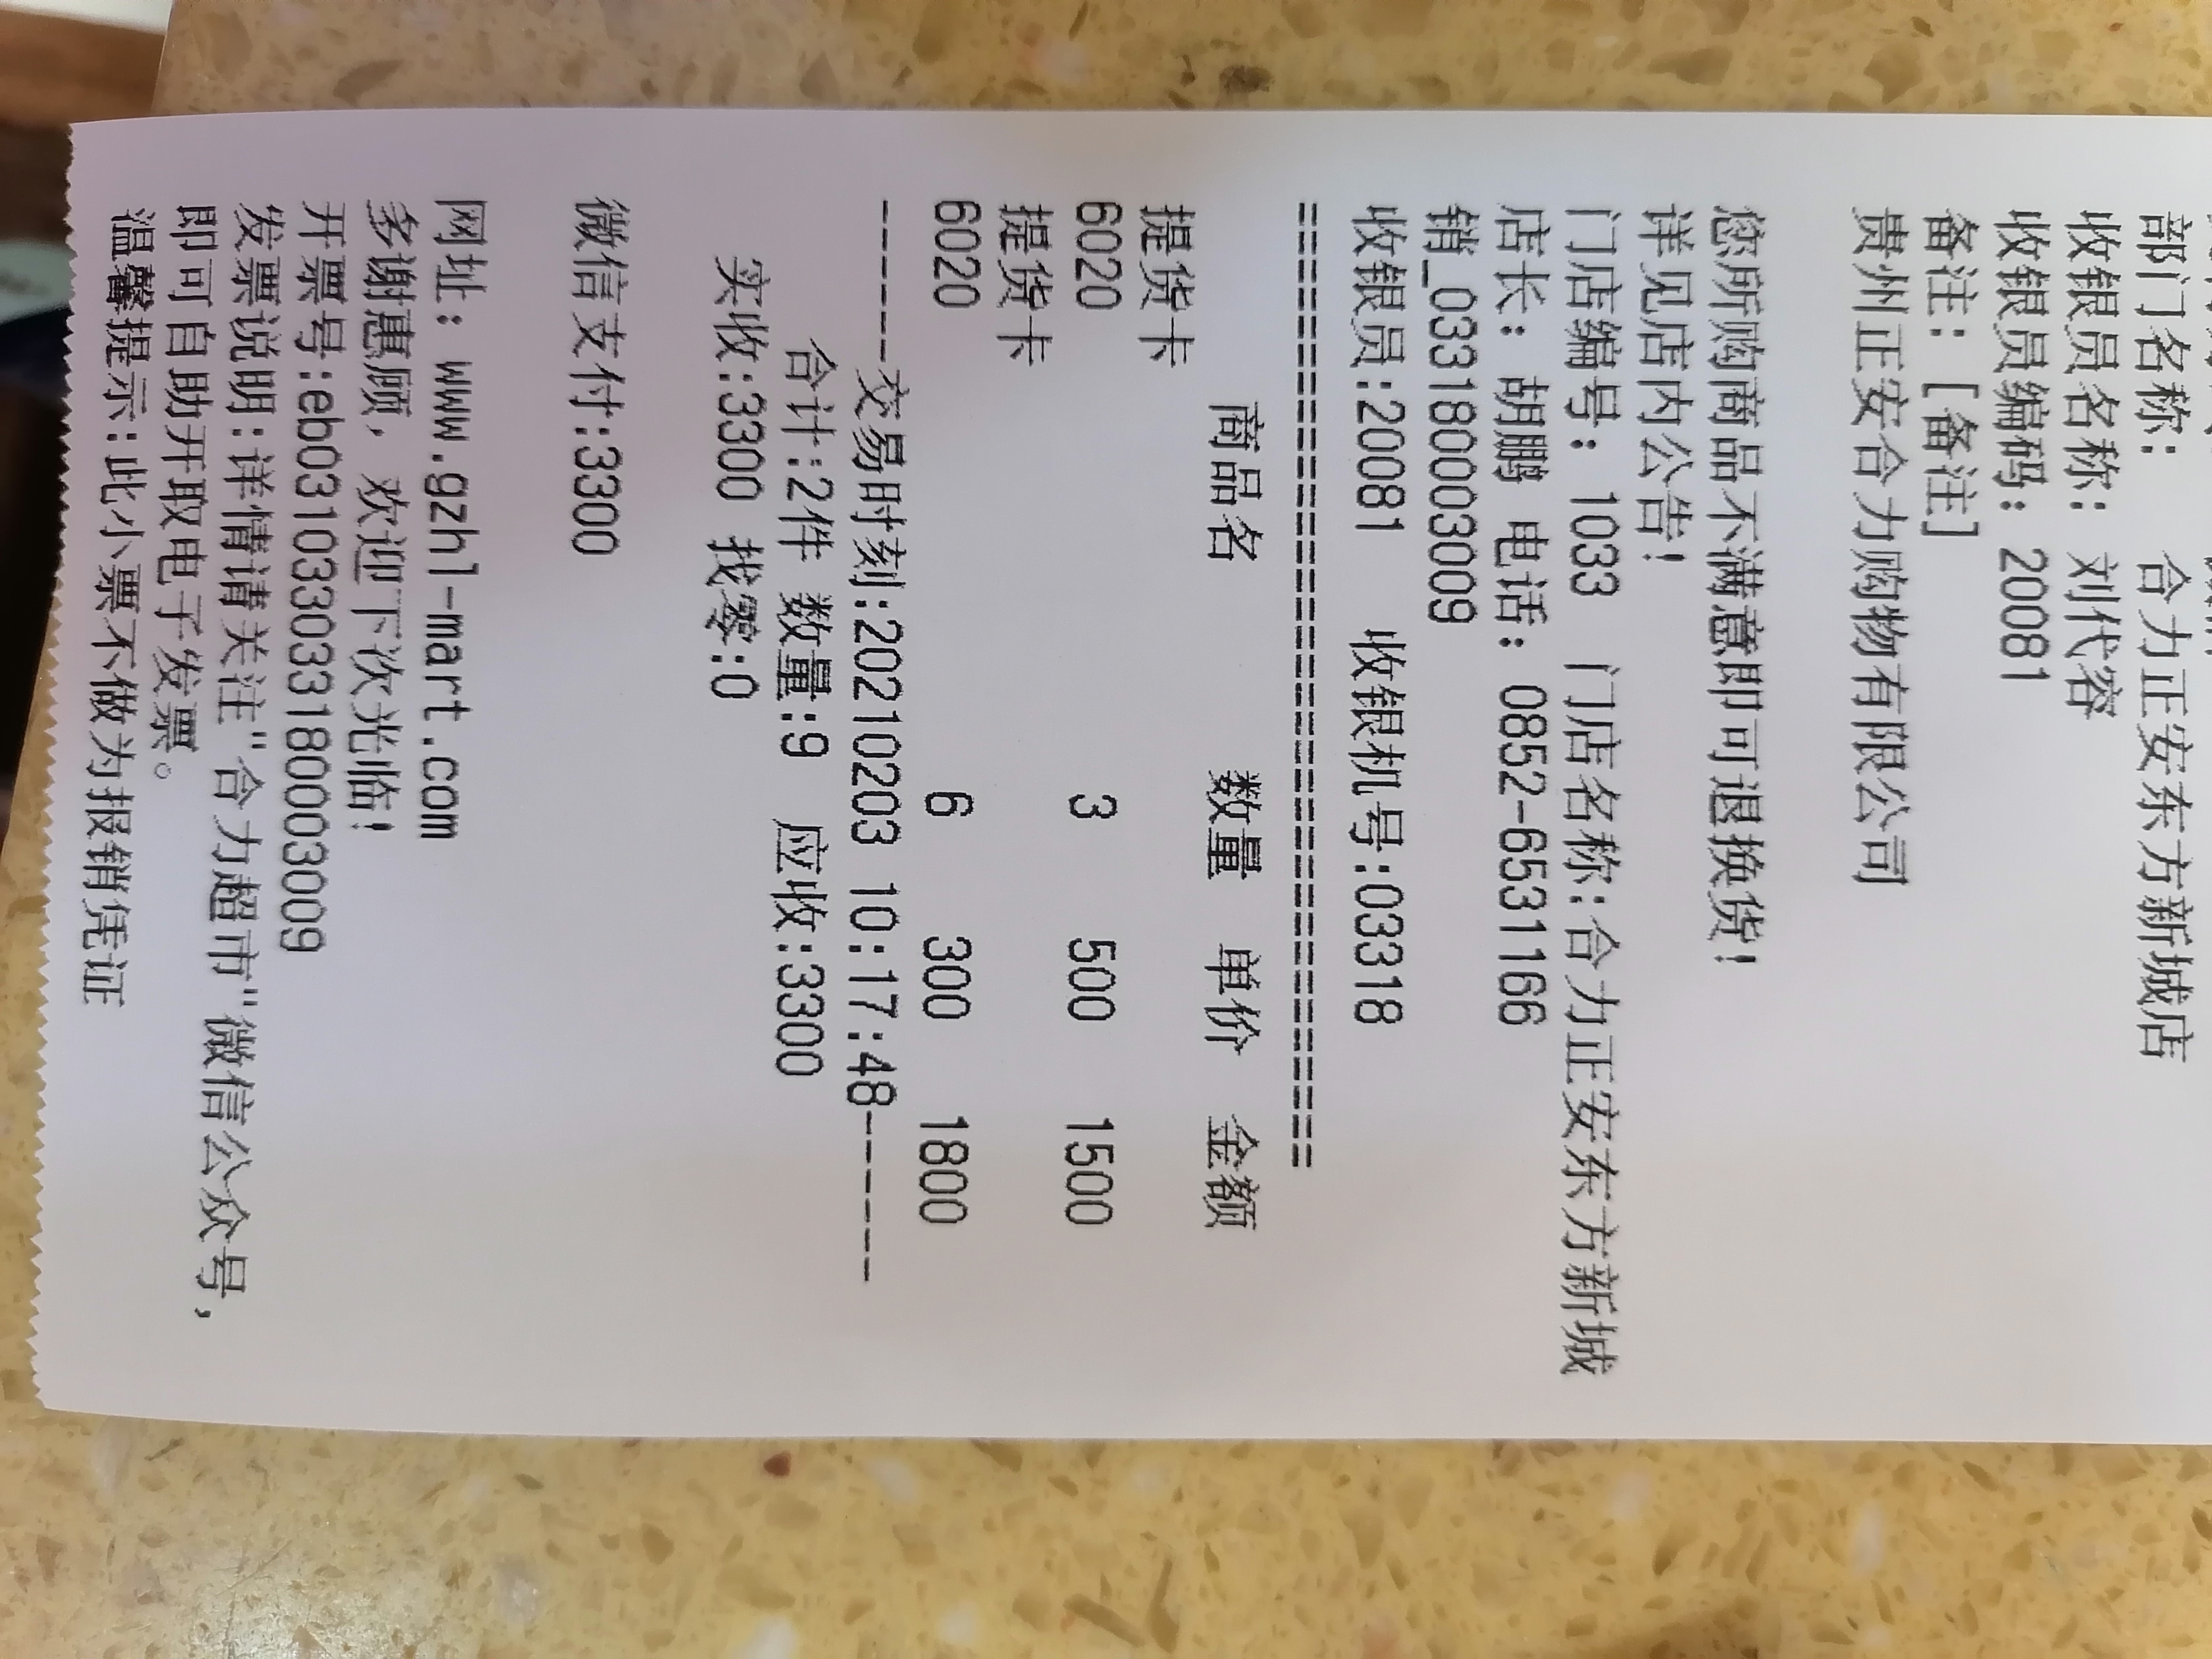 部门名称: 合力正安东方新城店
收银员名称: 刘代容
收银员编码: 20081
备注: [备注]
贵州正安合力购物有限公司
您所购商品不满意即可退换货!
详见店内公告!
门店编号: 1033 门店名称:合力正安东方新城
店长: 胡鹏 电话: 0852-6531166
销_033180003009
收银员:20081 收银机号:03318
==================================
商品名 数量 单价 金额
提货卡
6020 3 500 1500
提货卡
6020 6 300 1800
------交易时刻:20210203 10:17:48------
合计:2件 数量:9 应收:3300
实收:3300 找零:0
微信支付:3300
网址: www.gzhl-mart.com
多谢惠顾, 欢迎下次光临!
开票号:eb031033033180003009
发票说明:详情请关注"合力超市"微信公众号,
即可自助开取电子发票。
温馨提示:此小票不做为报销凭证